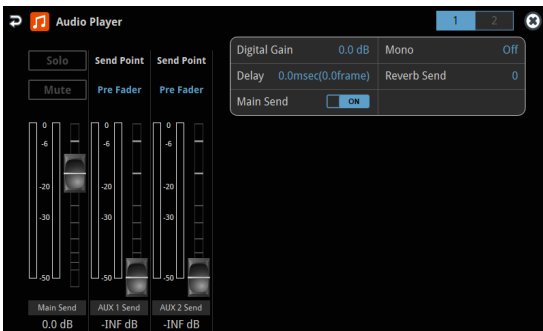 Audio Player
1 2
Solo Send Point Send Point
Mute Pre Fader Pre Fader
Digital Gain 0.0 dB Mono Off
Delay 0.0msec(0.0frame) Reverb Send 0
Main Send ON
0 0 0
-6 -6 -6
-20 -20 -20
-30 -30 -30
-50 -50 -50
Main Send AUX 1 Send AUX 2 Send
0.0 dB -INF dB -INF dB